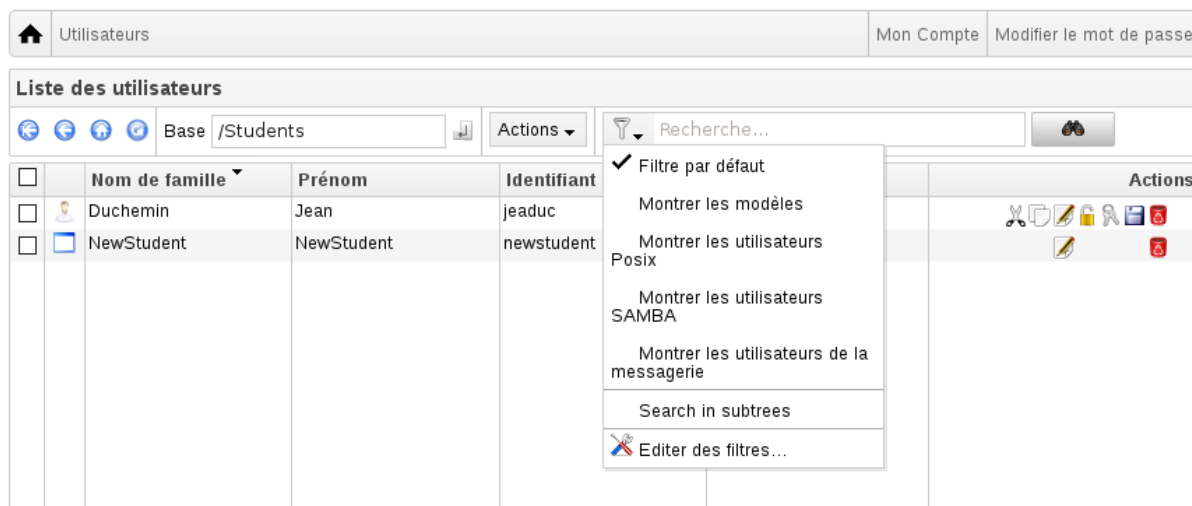 Utilisateurs
Mon Compte
Modifier le mot de passe
Liste des utilisateurs
Base
/Students
Actions
Recherche...
Nom de famille
Prénom
Identifiant
Actions
Duchemin
Jean
jeaduc
NewStudent
NewStudent
newstudent
Filtre par défaut
Montrer les modèles
Montrer les utilisateurs
Posix
Montrer les utilisateurs
SAMBA
Montrer les utilisateurs de la
messagerie
Search in subtrees
Editer des filtres...